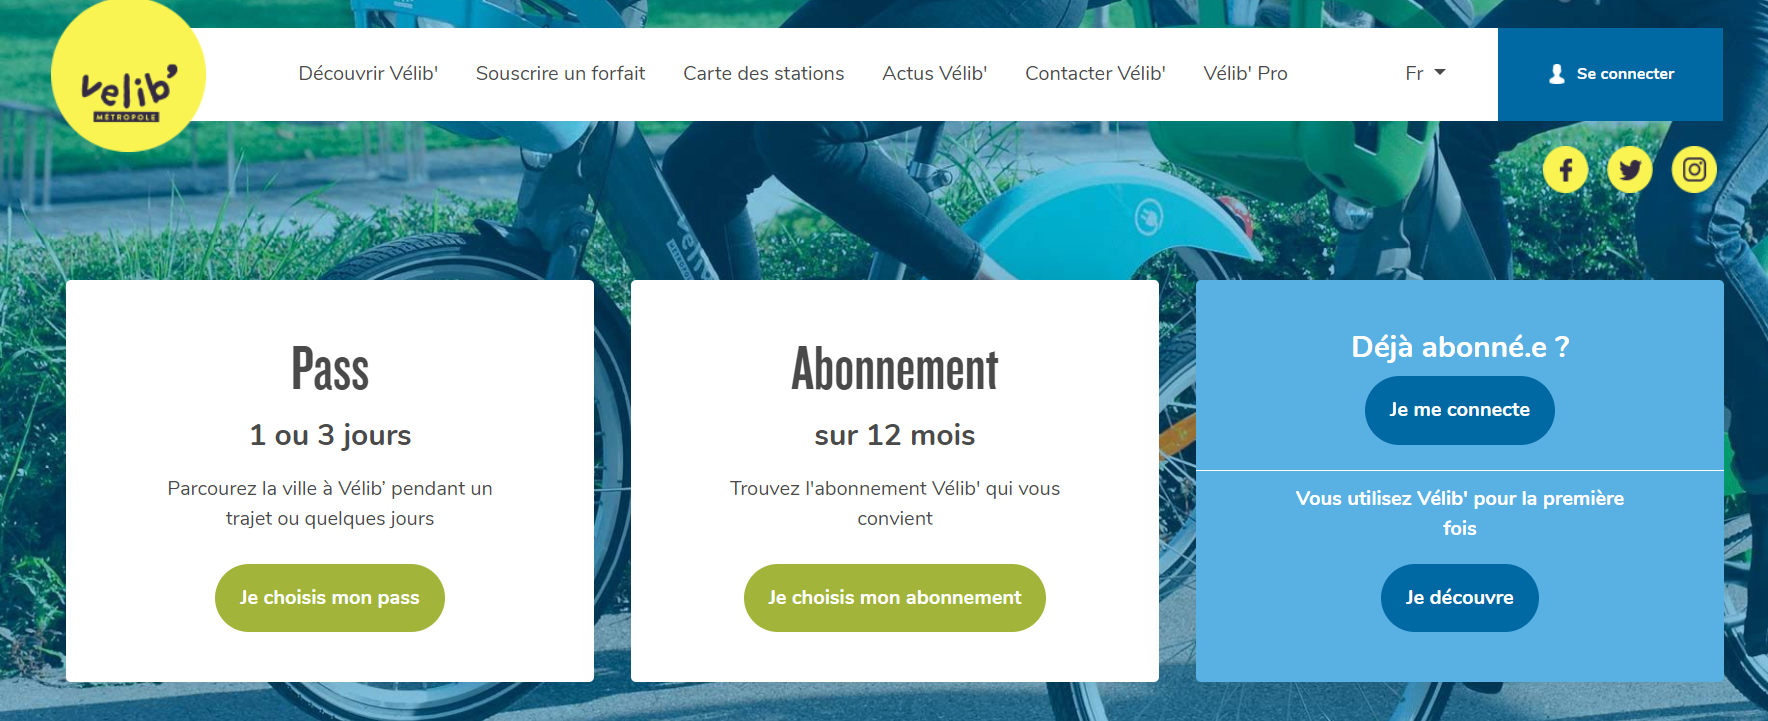 Vélib'
MÉTROPOLE
Découvrir Vélib'
Souscrire un forfait
Carte des stations
Actus Vélib'
Contacter Vélib'
Vélib' Pro
Fr
Se connecter
Pass
1 ou 3 jours
Parcourez la ville à Vélib’ pendant un
trajet ou quelques jours
Je choisis mon pass
Abonnement
sur 12 mois
Trouvez l'abonnement Vélib' qui vous
convient
Je choisis mon abonnement
Déjà abonné.e ?
Je me connecte
Vous utilisez Vélib' pour la première
fois
Je découvre